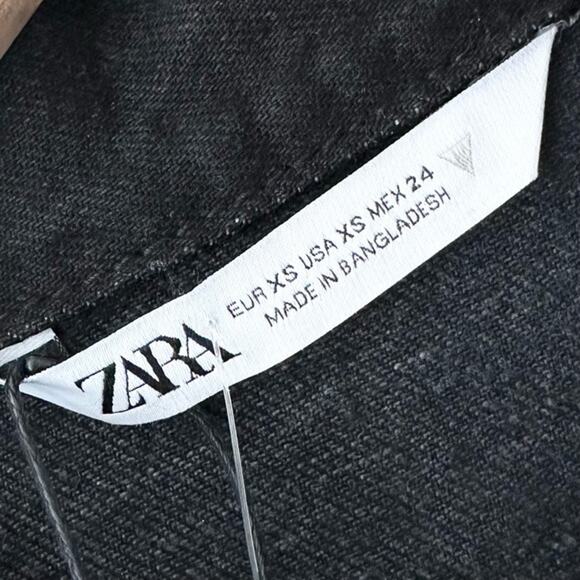 ZARA
EUR XS USA XS MEX 24
MADE IN BANGLADESH